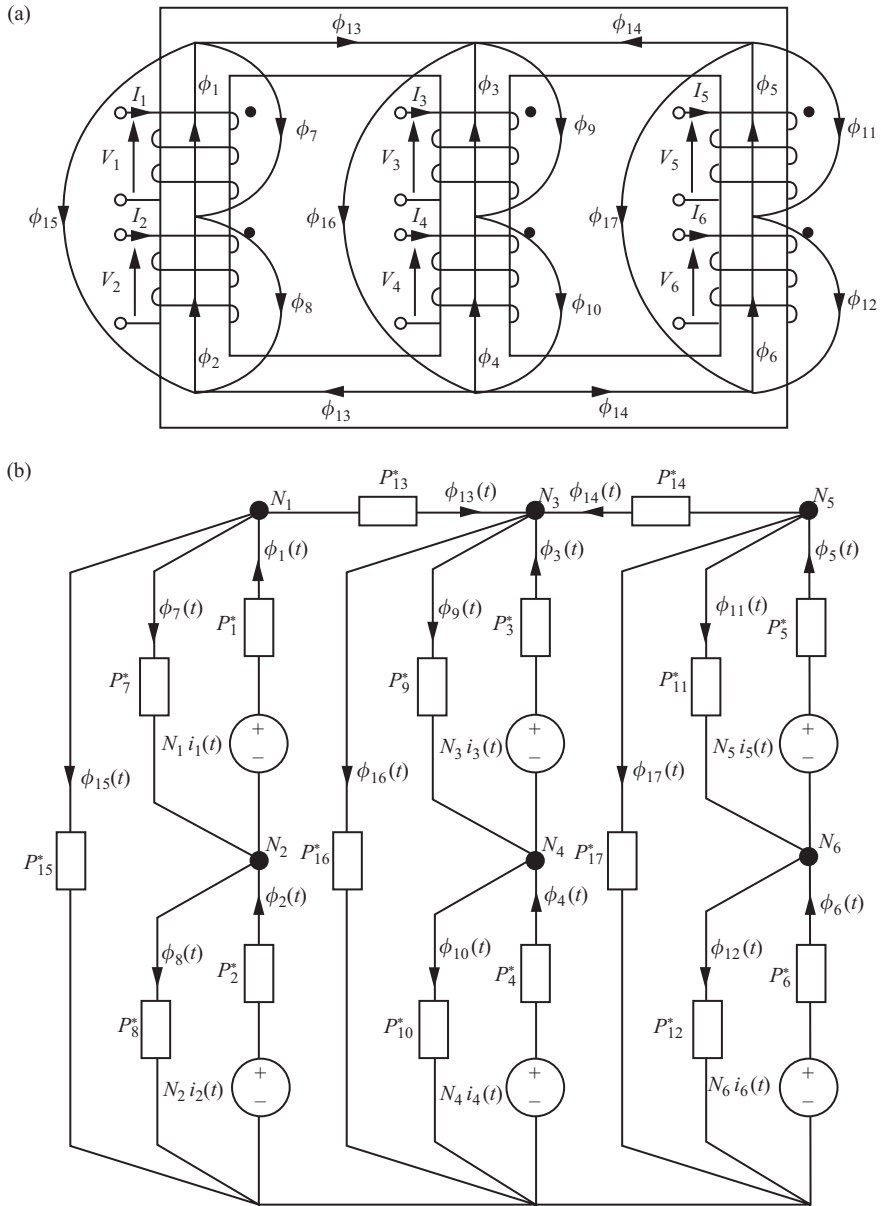 (a)
ϕ13 ϕ14
I1 ϕ1 I3 ϕ3 I5 ϕ5
V1 ϕ7 V3 ϕ9 V5 ϕ11
ϕ15 I2 ϕ16 I4 ϕ17 I6
V2 ϕ8 V4 ϕ10 V6 ϕ12
ϕ2 ϕ4 ϕ6
ϕ13 ϕ14
(b)
P*13 P*14
N1 ϕ13(t) N3 ϕ14(t) N5
ϕ1(t) ϕ3(t) ϕ5(t)
ϕ7(t) P*1 ϕ9(t) P*3 ϕ11(t) P*5
P*7 P*9 P*11
N1 i1(t) + − N3 i3(t) + − N5 i5(t) + −
ϕ15(t) ϕ16(t) ϕ17(t)
P*15 N2 P*16 N4 P*17 N6
ϕ2(t) ϕ4(t) ϕ6(t)
ϕ8(t) P*2 ϕ10(t) P*4 ϕ12(t) P*6
P*8 P*10 P*12
N2 i2(t) + − N4 i4(t) + − N6 i6(t) + −